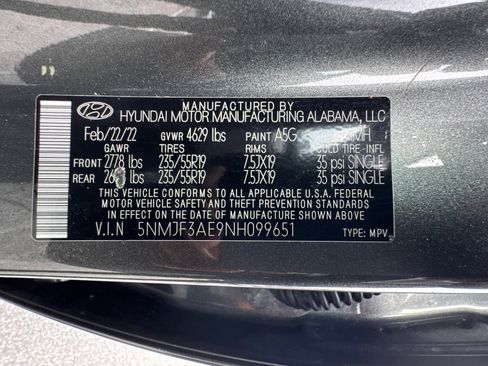 MANUFACTURED BY
HYUNDAI MOTOR MANUFACTURING ALABAMA, LLC
Feb/22/22 GVWR 4629 lbs PAINT A5G
GAWR TIRES RIMS COLD TIRE-INFL
FRONT 2778 lbs 235/55R19 7.5JX19 35 psi SINGLE
REAR lbs 235/55R19 7.5JX19 35 psi SINGLE
THIS VEHICLE CONFORMS TO ALL APPLICABLE U.S.A. FEDERAL
MOTOR VEHICLE SAFETY AND THEFT PREVENTION STANDARDS
IN EFFECT ON THE DATE OF MANUFACTURE SHOWN ABOVE.
V.I.N 5NMJF3AE9NH099651 TYPE: MPV